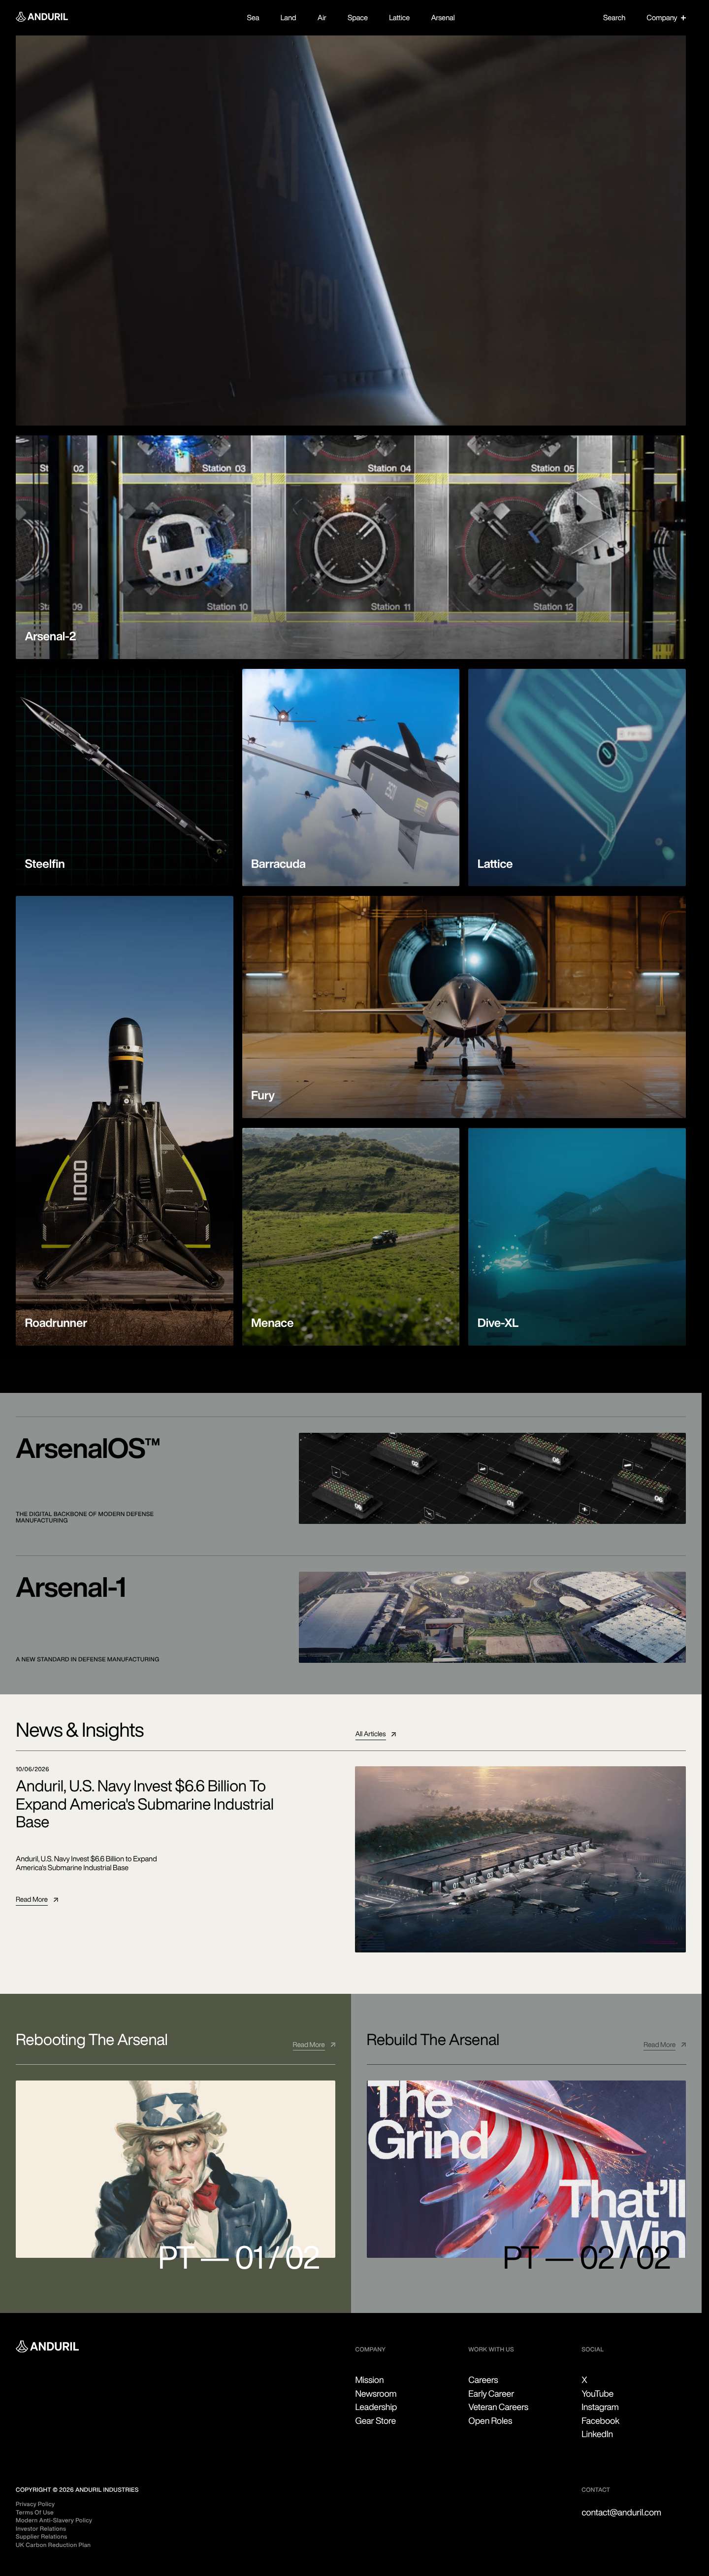 ANDURIL
Sea Land Air Space Lattice Arsenal Search Company +
Station 03 Station 04 Station 05
Station 10 Station 11 Station 12
Arsenal-2
Steelfin
Barracuda
Lattice
Fury
1000
Roadrunner
Menace
Dive-XL
ArsenalOS™
THE DIGITAL BACKBONE OF MODERN DEFENSE
MANUFACTURING
Arsenal-1
A NEW STANDARD IN DEFENSE MANUFACTURING
News & Insights
All Articles
10/06/2026
Anduril, U.S. Navy Invest $6.6 Billion To
Expand America's Submarine Industrial
Base
Anduril, U.S. Navy Invest $6.6 Billion to Expand
America's Submarine Industrial Base
Read More
Rebooting The Arsenal
Read More
PT — 01 / 02
Rebuild The Arsenal
Read More
The
Grind
That'll
Win
PT — 02 / 02
ANDURIL
COMPANY
Mission
Newsroom
Leadership
Gear Store
WORK WITH US
Careers
Early Career
Veteran Careers
Open Roles
SOCIAL
X
YouTube
Instagram
Facebook
LinkedIn
COPYRIGHT © 2026 ANDURIL INDUSTRIES
Privacy Policy
Terms Of Use
Modern Anti-Slavery Policy
Investor Relations
Supplier Relations
UK Carbon Reduction Plan
CONTACT
contact@anduril.com